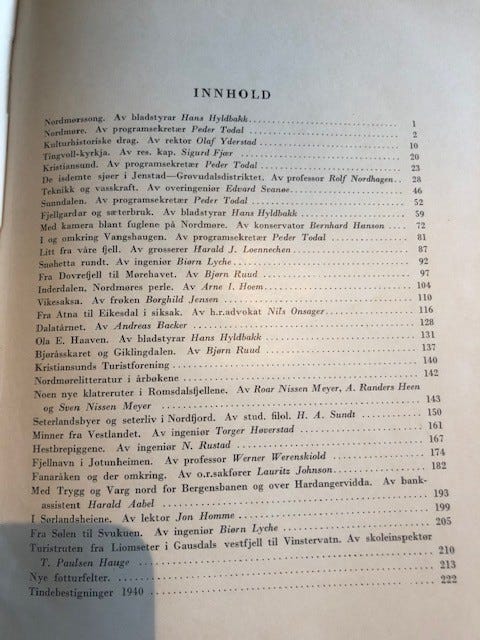 INNHOLD
Nordmørssong. Av bladstyrar Hans Hyldbakk 1
Nordmøre. Av programsekretær Peder Todal 2
Kulturhistoriske drag. Av rektor Olaf Yderstad 10
Tingvoll-kyrkja. Av res. kap. Sigurd Fjær 20
Kristiansund. Av programsekretær Peder Todal 23
De isdemte sjøer i Jenstad—Grovudalsdistriktet. Av professor Rolf Nordhagen 28
Teknikk og vasskraft. Av overingeniør Edvard Svanøe 46
Sunndalen. Av programsekretær Peder Todal 52
Fjellgardar og sæterbruk. Av bladstyrar Hans Hyldbakk 59
Med kamera blant fuglene på Nordmøre. Av konservator Bernhard Hanson 72
I og omkring Vangshaugen. Av programsekretær Peder Todal 81
Litt fra våre fjell. Av grosserer Harald J. Loennechen 87
Snøhetta rundt. Av ingeniør Biørn Lyche 92
Fra Dovrefjell til Mørehavet. Av Bjørn Ruud 97
Inderdalen, Nordmøres perle. Av Arne I. Hoem 104
Vikesaksa. Av frøken Borghild Jensen 110
Fra Atna til Eikesdal i siksak. Av h.r.advokat Nils Onsager 116
Dalatårnet. Av Andreas Backer 128
Ola E. Haaven. Av bladstyrar Hans Hyldbakk 131
Bjøråsskaret og Giklingdalen. Av Bjørn Ruud 137
Kristiansunds Turistforening 140
Nordmørelitteratur i årbøkene 142
Noen nye klatreruter i Romsdalsfjellene. Av Roar Nissen Meyer, A. Randers Heen
og Sven Nissen Meyer 143
Seterlandsbyer og seterliv i Nordfjord. Av stud. filol. H. A. Sundt 150
Minner fra Vestlandet. Av ingeniør Torger Høverstad 161
Hestbrepiggene. Av ingeniør N. Rustad 167
Fjellnavn i Jotunheimen. Av professor Werner Werenskiold 174
Fanaråken og der omkring. Av o.r.sakfører Lauritz Johnson 182
Med Trygg og Varg nord for Bergensbanen og over Hardangervidda. Av bank-
assistent Harald Aabel 193
I Sørlandsheiene. Av lektor Jon Homme 199
Fra Sølen til Svukuen. Av ingeniør Biørn Lyche 205
Turistruten fra Liomseter i Gausdals vestfjell til Vinstervatn. Av skoleinspektør
T. Paulsen Hauge 210
Nye fotturfelter. 213
Tindebestigninger 1940 222